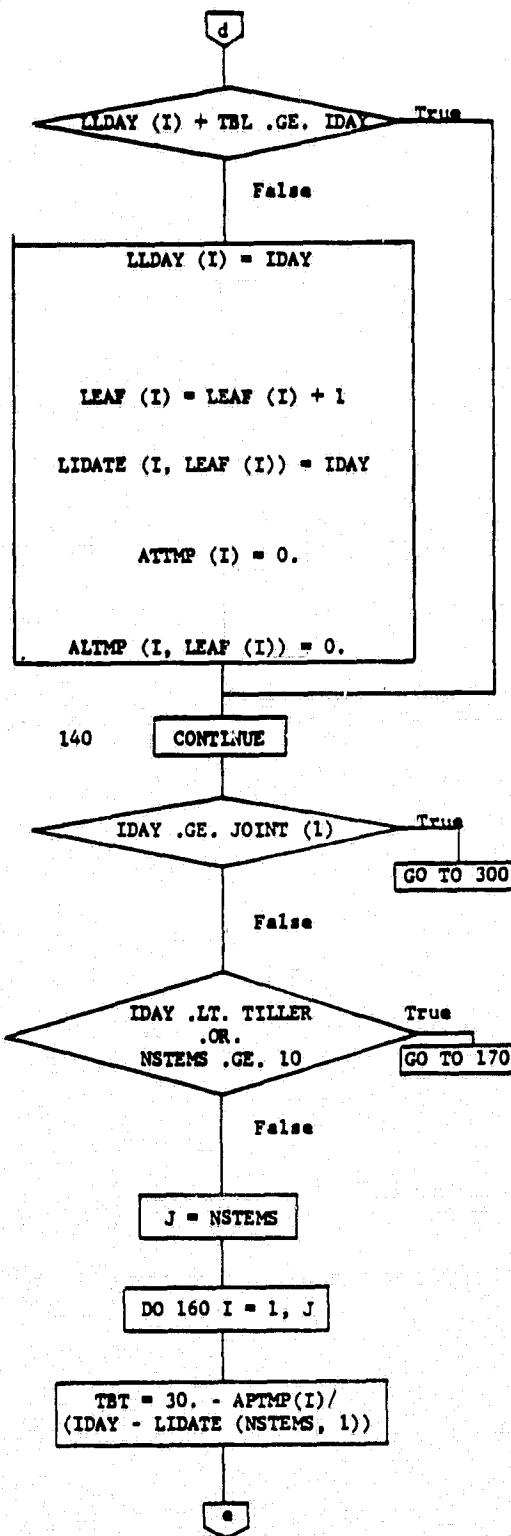 d
LLDAY (I) + TBL .GE. IDAY
True
False
LLDAY (I) = IDAY
LEAF (I) = LEAF (I) + 1
LIDATE (I, LEAF (I)) = IDAY
ATTMP (I) = 0.
ALTMP (I, LEAF (I)) = 0.
140
CONTINUE
IDAY .GE. JOINT (1)
True
GO TO 300
False
IDAY .LT. TILLER
.OR.
NSTEMS .GE. 10
True
GO TO 170
False
J = NSTEMS
DO 160 I = 1, J
TBT = 30. - APTMP(I)/
(IDAY - LIDATE (NSTEMS, 1))
e